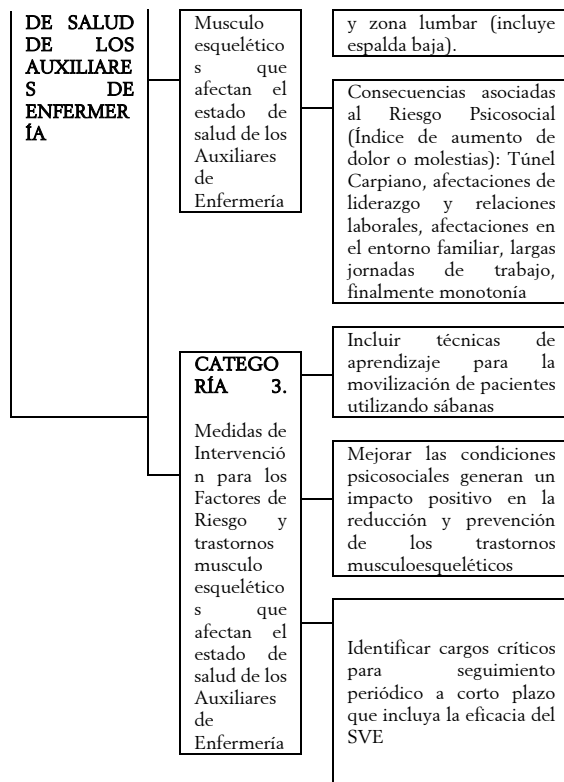 DE SALUD
DE LOS
AUXILIARE
S DE
ENFERMER
ÍA
Musculo
esquelético
s que
afectan el
estado de
salud de los
Auxiliares
de
Enfermería
y zona lumbar (incluye
espalda baja).
Consecuencias asociadas
al Riesgo Psicosocial
(Índice de aumento de
dolor o molestias): Túnel
Carpiano, afectaciones de
liderazgo y relaciones
laborales, afectaciones en
el entorno familiar, largas
jornadas de trabajo,
finalmente monotonía
CATEGO
RÍA 3.
Medidas de
Intervenció
n para los
Factores de
Riesgo y
trastornos
musculo
esquelético
s que
afectan el
estado de
salud de los
Auxiliares
de
Enfermería
Incluir técnicas de
aprendizaje para la
movilización de pacientes
utilizando sábanas
Mejorar las condiciones
psicosociales generan un
impacto positivo en la
reducción y prevención
de los trastornos
musculoesqueléticos
Identificar cargos críticos
para seguimiento
periódico a corto plazo
que incluya la eficacia del
SVE